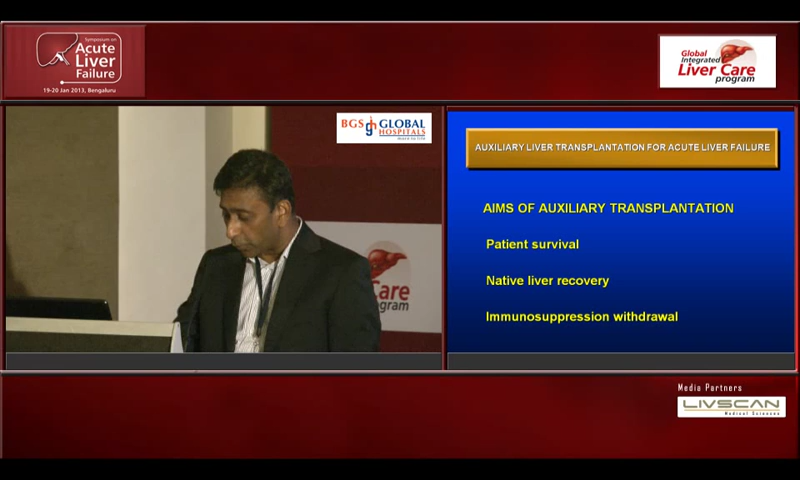 Symposium on
Acute
Liver
Failure
19-20 Jan 2013, Bengaluru
Global
Integrated
Liver Care
program
BGS GLOBAL
HOSPITALS
AUXILIARY LIVER TRANSPLANTATION FOR ACUTE LIVER FAILURE
AIMS OF AUXILIARY TRANSPLANTATION
Patient survival
Native liver recovery
Immunosuppression withdrawal
Care
gram
Media Partners
LIVSCAN
Medical Sciences